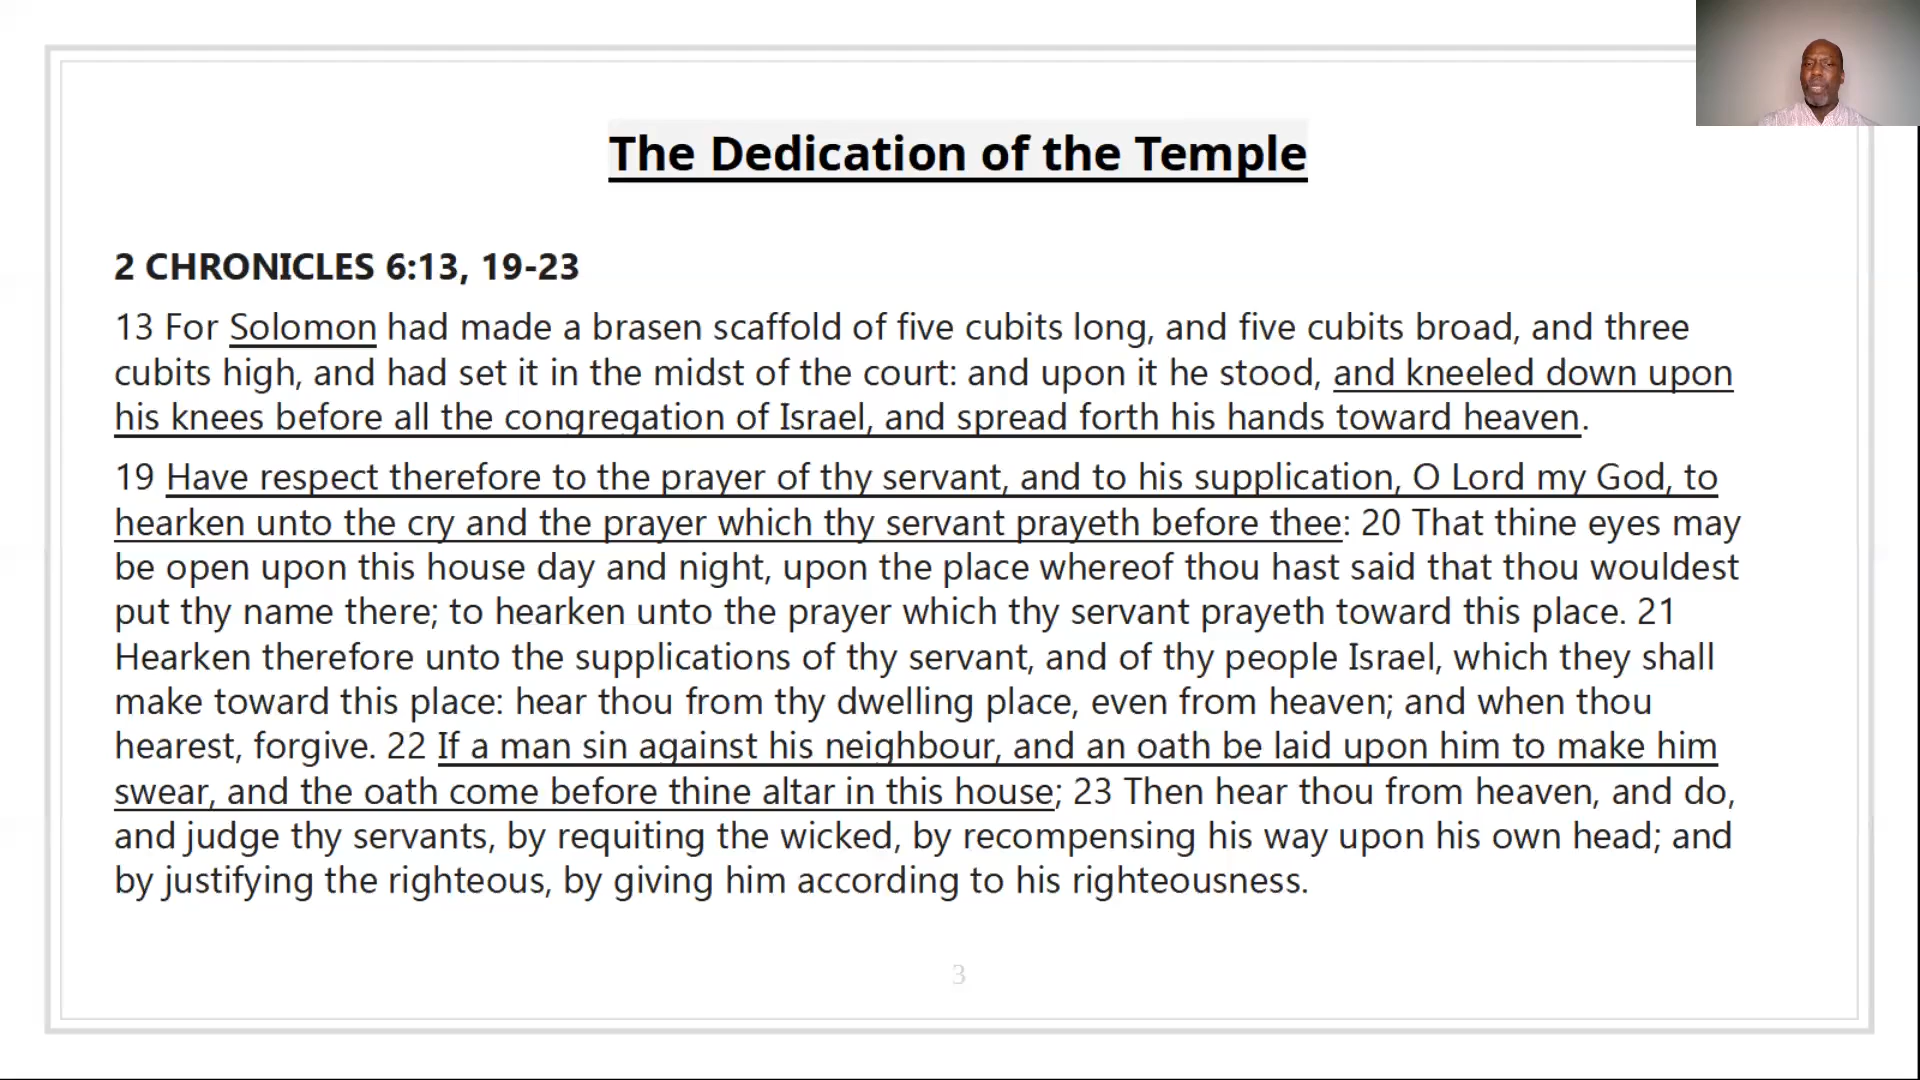 The Dedication of the Temple
2 CHRONICLES 6:13, 19-23
13 For Solomon had made a brasen scaffold of five cubits long, and five cubits broad, and three
cubits high, and had set it in the midst of the court: and upon it he stood, and kneeled down upon
his knees before all the congregation of Israel, and spread forth his hands toward heaven.
19 Have respect therefore to the prayer of thy servant, and to his supplication, O Lord my God, to
hearken unto the cry and the prayer which thy servant prayeth before thee: 20 That thine eyes may
be open upon this house day and night, upon the place whereof thou hast said that thou wouldest
put thy name there; to hearken unto the prayer which thy servant prayeth toward this place. 21
Hearken therefore unto the supplications of thy servant, and of thy people Israel, which they shall
make toward this place: hear thou from thy dwelling place, even from heaven; and when thou
hearest, forgive. 22 If a man sin against his neighbour, and an oath be laid upon him to make him
swear, and the oath come before thine altar in this house; 23 Then hear thou from heaven, and do,
and judge thy servants, by requiting the wicked, by recompensing his way upon his own head; and
by justifying the righteous, by giving him according to his righteousness.
3